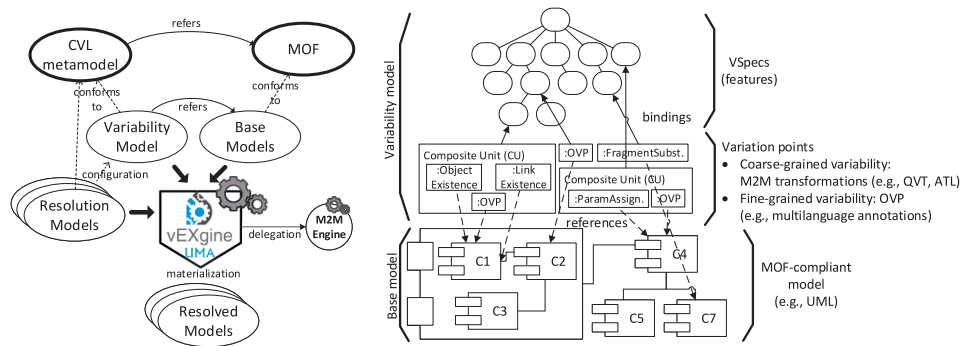 CVL
metamodel
refers
MOF
conforms
to
conforms
to
refers
Variability
Model
Base
Models
configuration
Resolution
Models
vEXgine
UMA
delegation
M2M
Engine
materialization
Resolved
Models
Variability model
VSpecs
(features)
bindings
Composite Unit (CU)
:Object
Existence
:Link
Existence
:OVP
:OVP
:FragmentSubst.
Composite Unit (CU)
:ParamAssign.
:OVP
references
Variation points
• Coarse-grained variability:
M2M transformations (e.g., QVT, ATL)
• Fine-grained variability: OVP
(e.g., multilanguage annotations)
Base model
C1
C2
C3
C4
C5
C7
MOF-compliant
model
(e.g., UML)